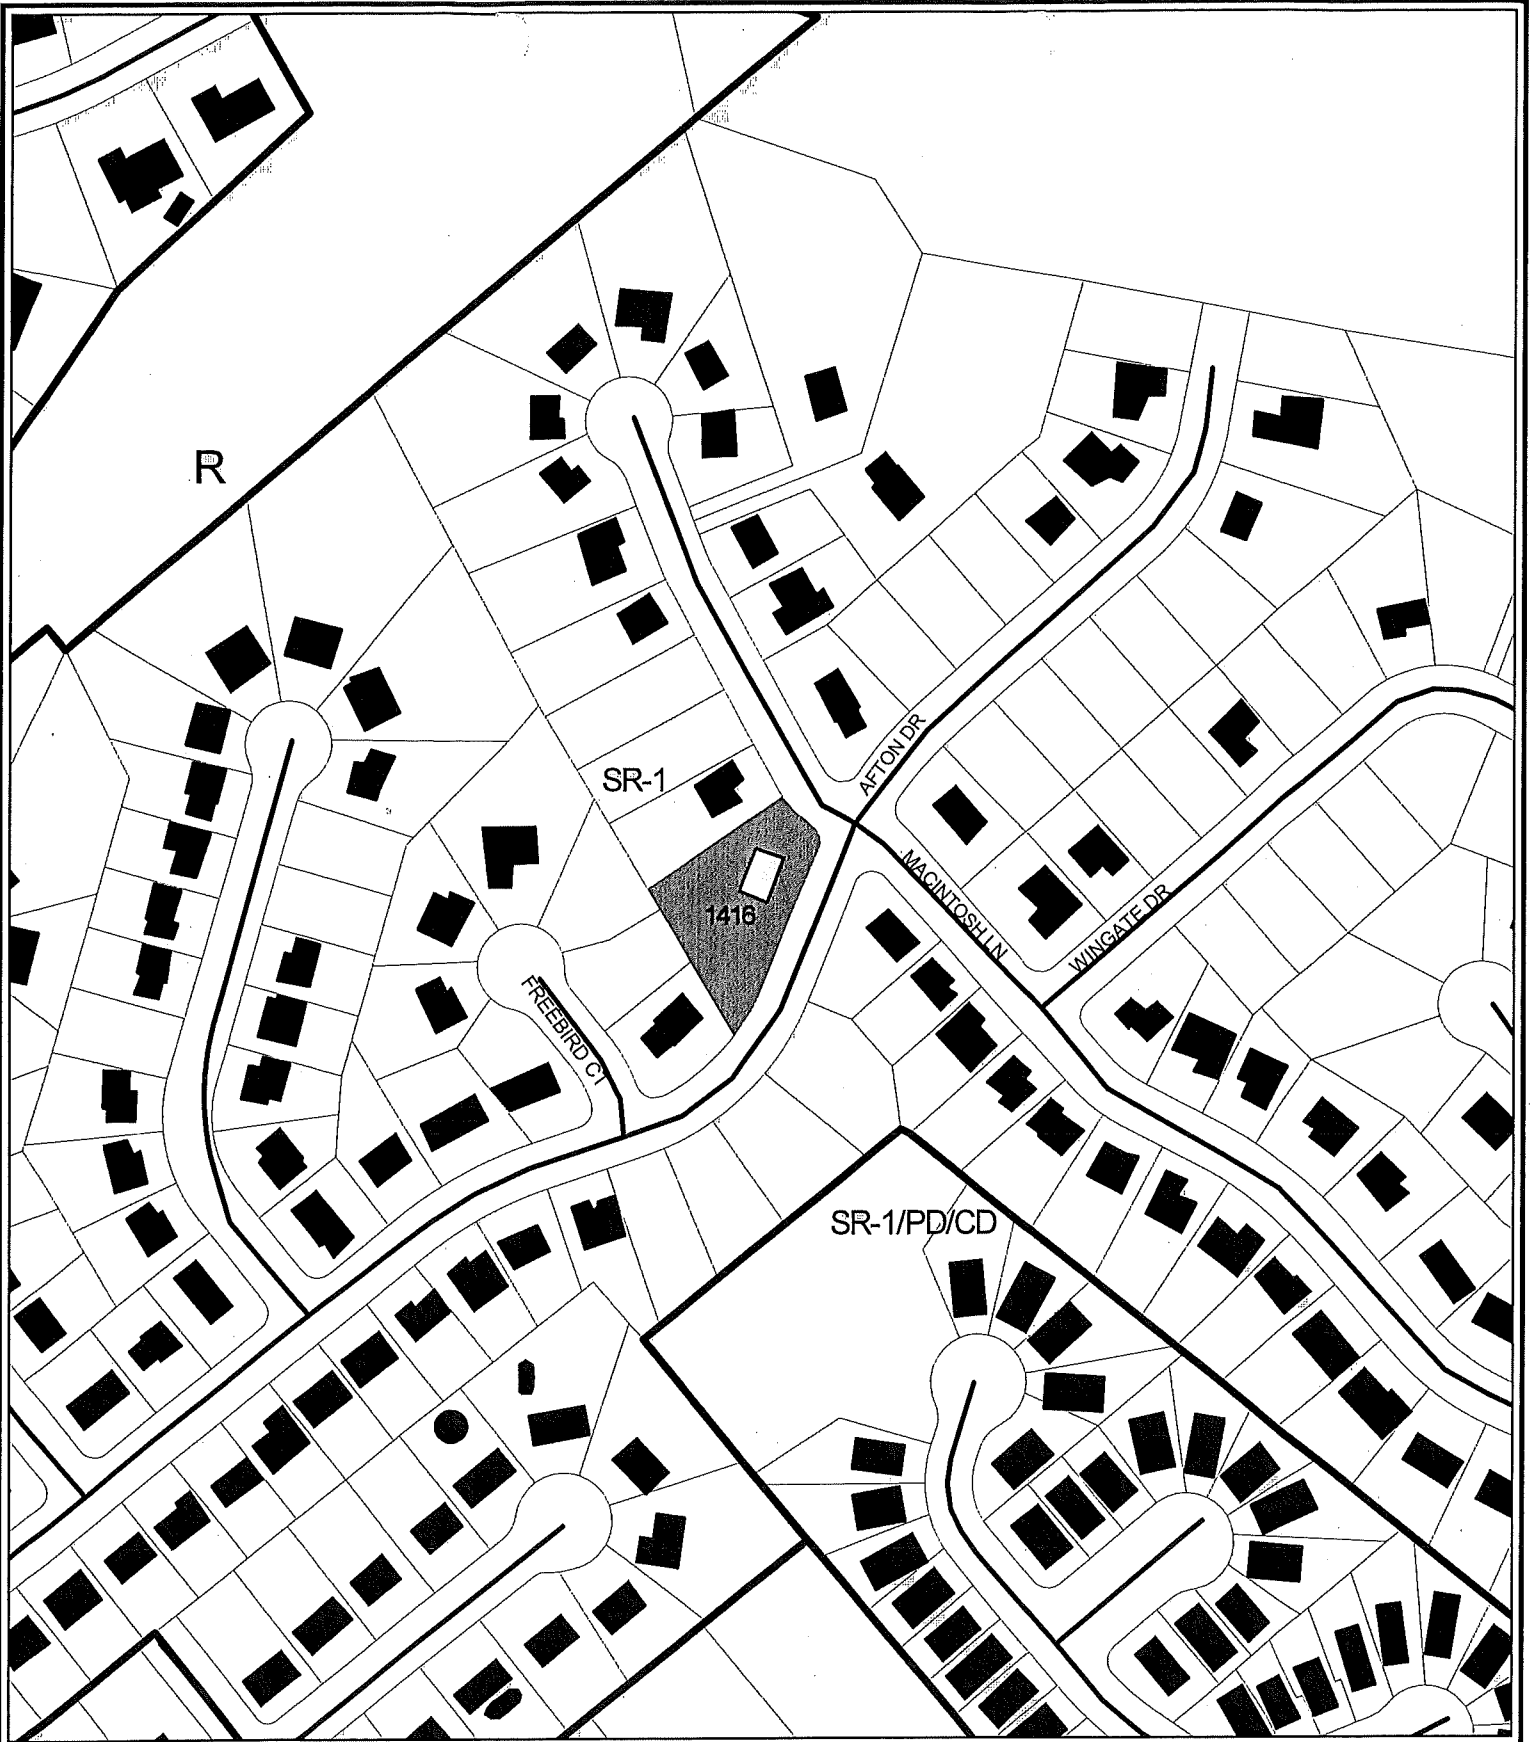 R
AFTON DR
SR-1
MACINTOSH LN
WINGATE DR
1416
FREEBIRD CT
SR-1/PD/CD